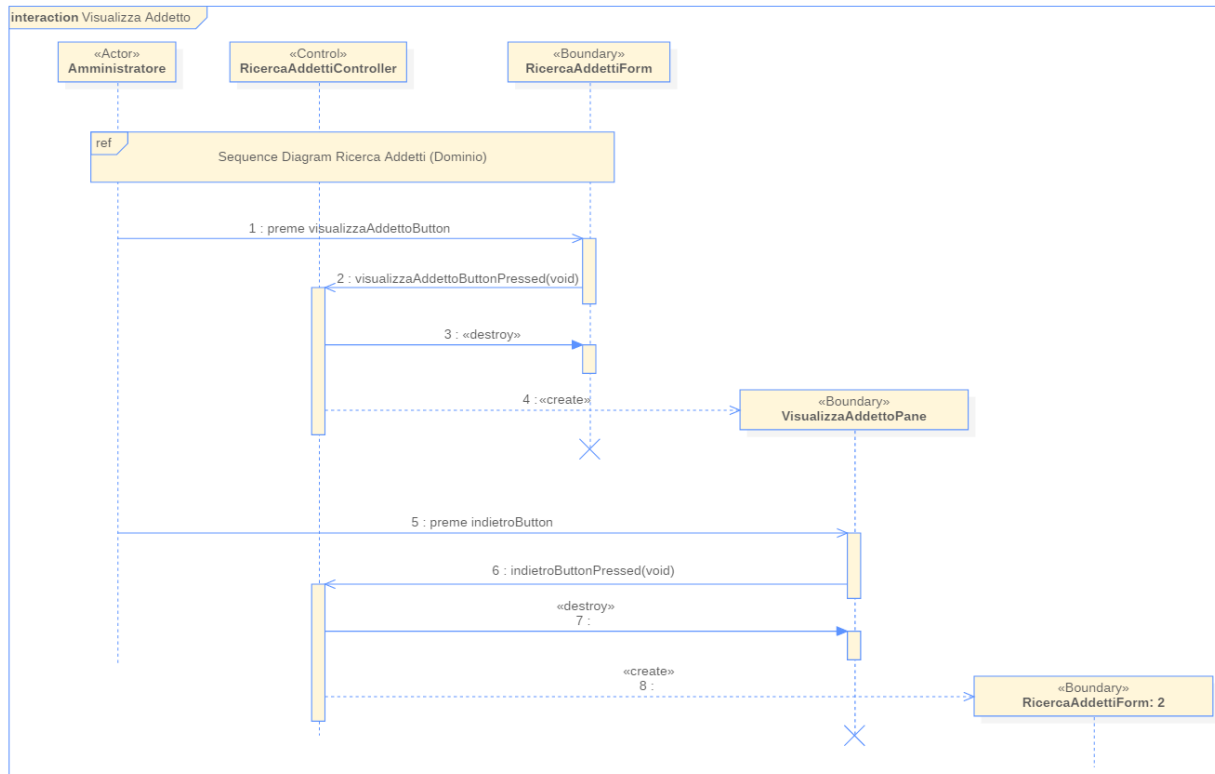 interaction Visualizza Addetto
«Actor»
Amministratore
«Control»
RicercaAddettiController
«Boundary»
RicercaAddettiForm
ref
Sequence Diagram Ricerca Addetti (Dominio)
1 : preme visualizzaAddettoButton
2 : visualizzaAddettoButtonPressed(void)
3 : «destroy»
4 :«create»
«Boundary»
VisualizzaAddettoPane
5 : preme indietroButton
6 : indietroButtonPressed(void)
«destroy»
7 :
«create»
8 :
«Boundary»
RicercaAddettiForm: 2